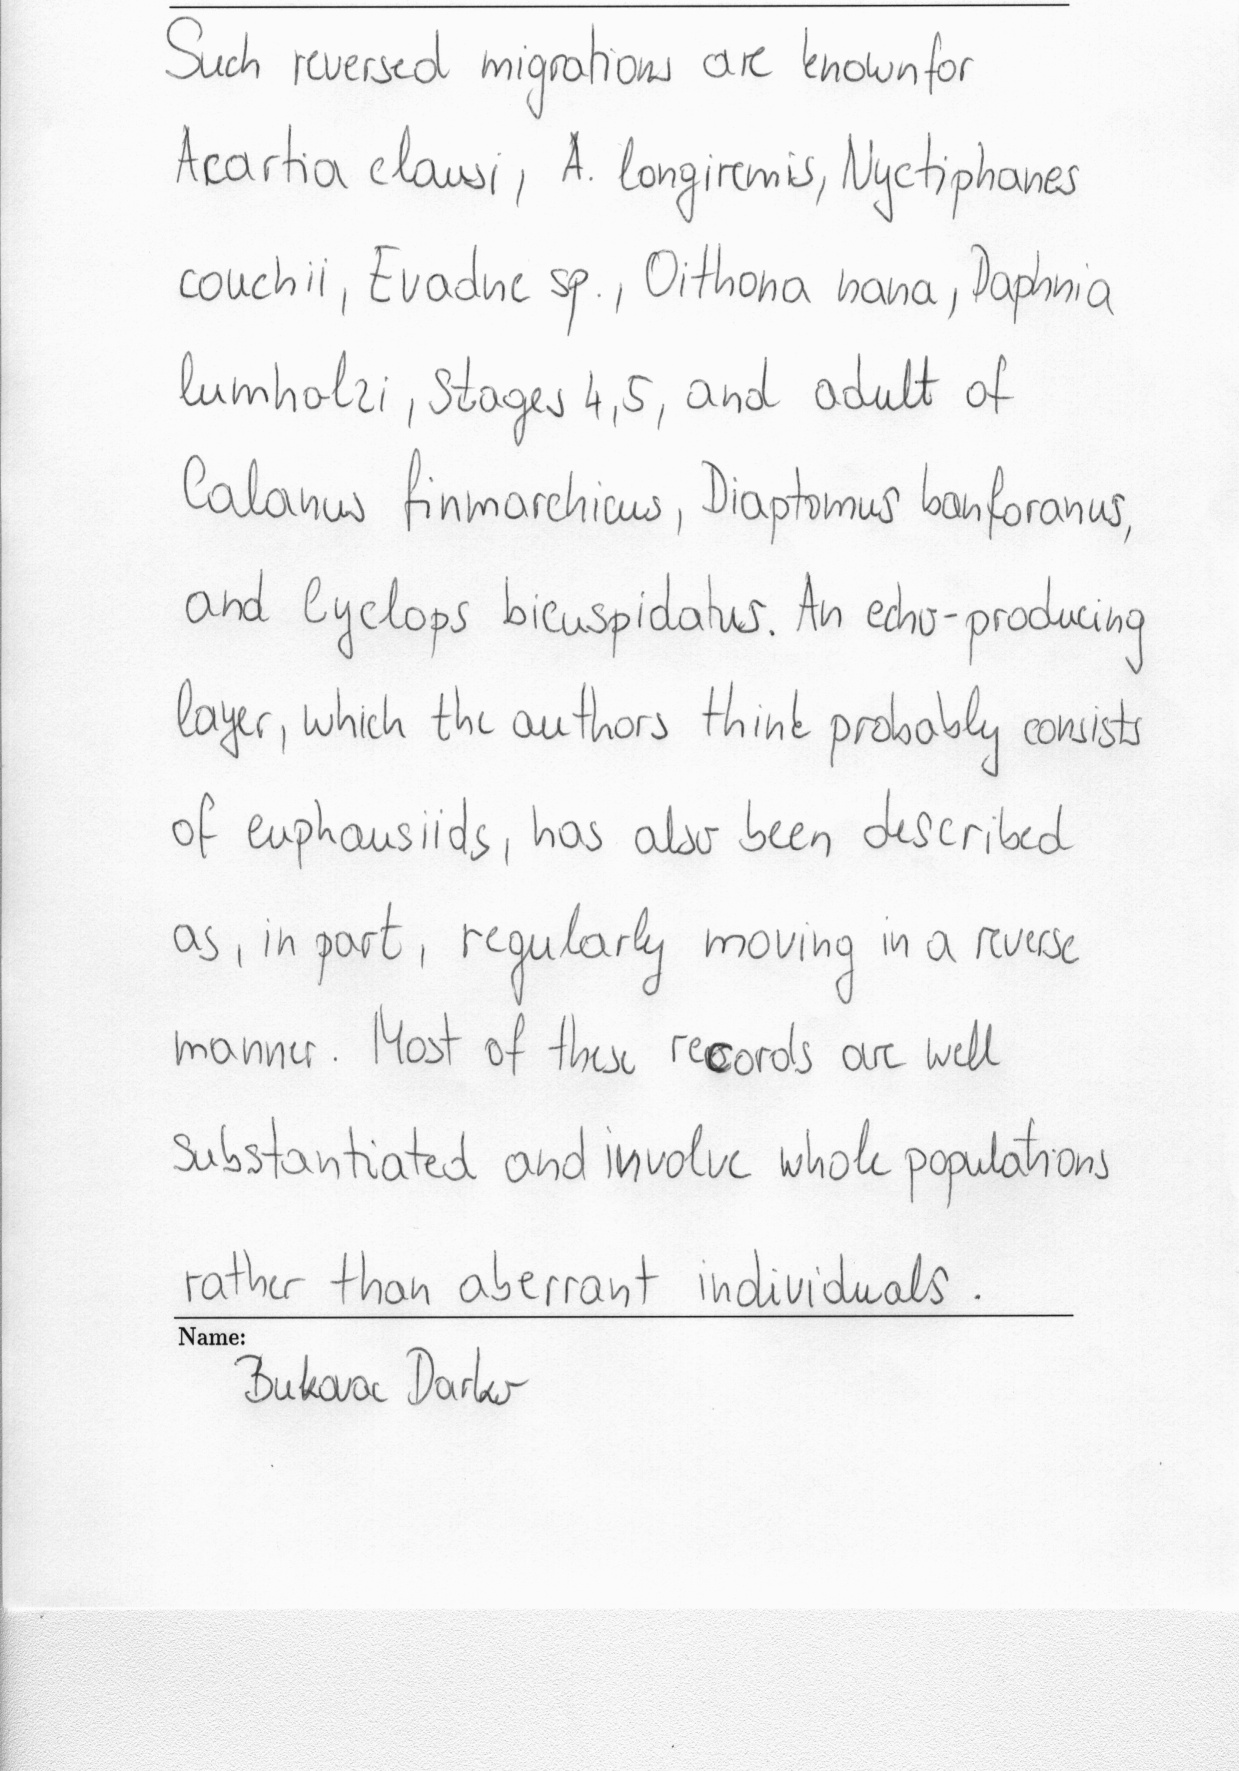 Such reversed migrations are known for
Acartia clausi, A. longiremis, Nyctiphanes
couchii, Evadne sp., Oithona nana, Daphnia
lumholzi, Stages 4,5, and adult of
Calanus finmarchicus, Diaptomus banforanus,
and Cyclops bicuspidatus. An echo-producing
layer, which the authors think probably consists
of euphausiids, has also been described
as, in part, regularly moving in a reverse
manner. Most of these records are well
substantiated and involve whole populations
rather than aberrant individuals.
Name:
Bukovac Darko